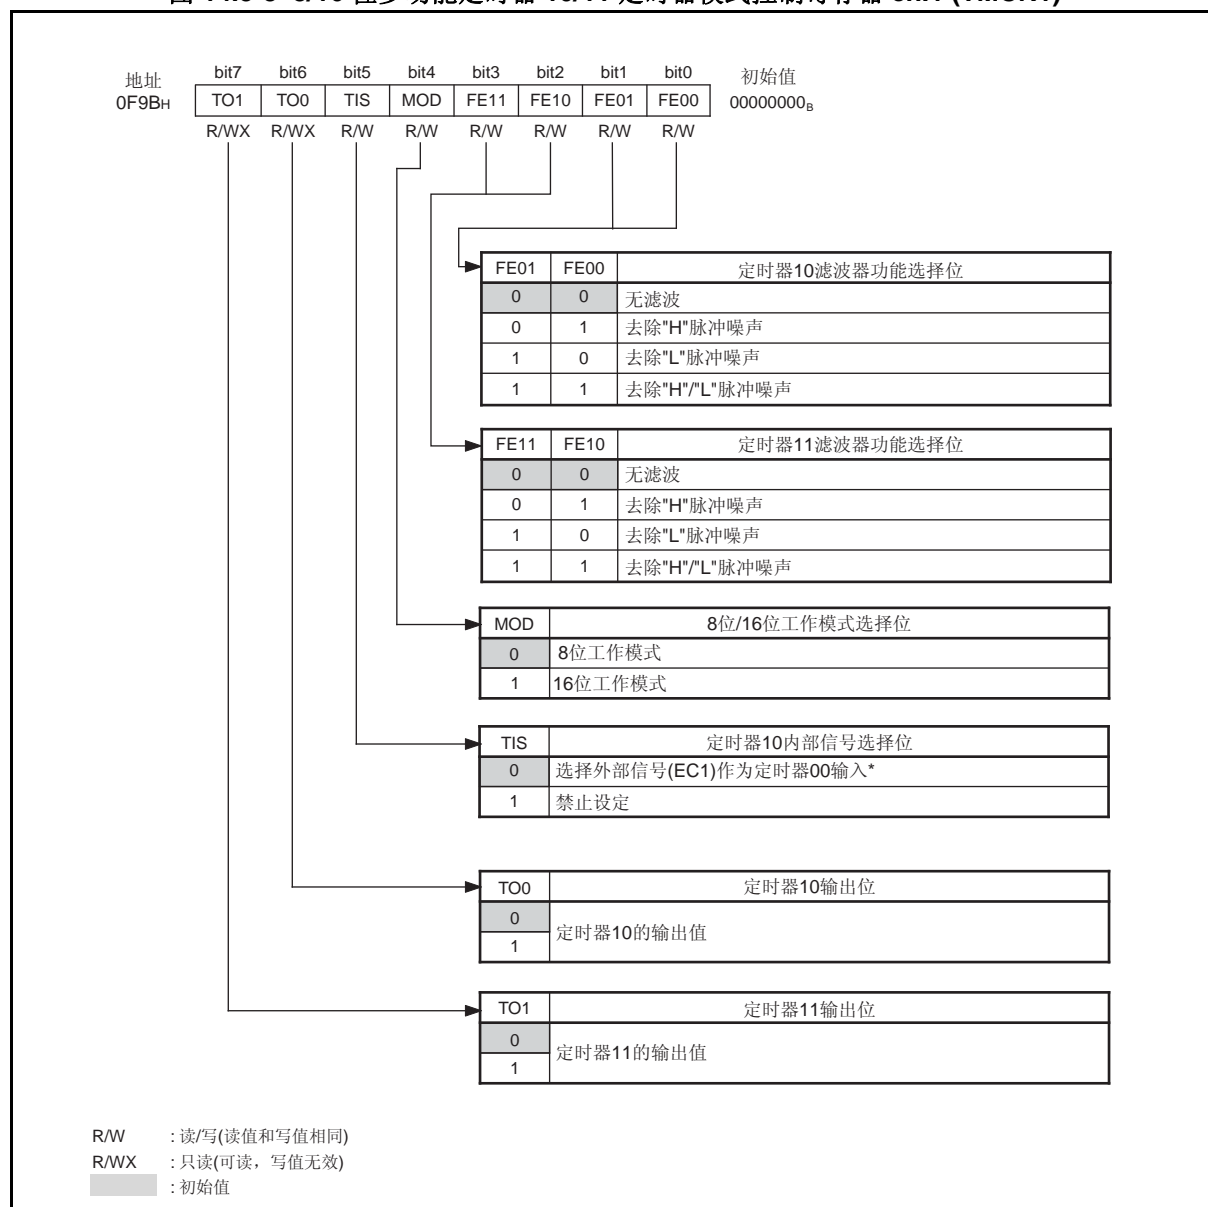 bit7 bit6 bit5 bit4 bit3 bit2 bit1 bit0
地址 初始值
0F9BH TO1 TO0 TIS MOD FE11 FE10 FE01 FE00 00000000B
R/WX R/WX R/W R/W R/W R/W R/W R/W
FE01 FE00 定时器10滤波器功能选择位
0 0 无滤波
0 1 去除"H"脉冲噪声
1 0 去除"L"脉冲噪声
1 1 去除"H"/"L"脉冲噪声
FE11 FE10 定时器11滤波器功能选择位
0 0 无滤波
0 1 去除"H"脉冲噪声
1 0 去除"L"脉冲噪声
1 1 去除"H"/"L"脉冲噪声
MOD 8位/16位工作模式选择位
0 8位工作模式
1 16位工作模式
TIS 定时器10内部信号选择位
0 选择外部信号(EC1)作为定时器00输入*
1 禁止设定
TO0 定时器10输出位
0
定时器10的输出值
1
TO1 定时器11输出位
0
定时器11的输出值
1
R/W : 读/写(读值和写值相同)
R/WX : 只读(可读，写值无效)
: 初始值